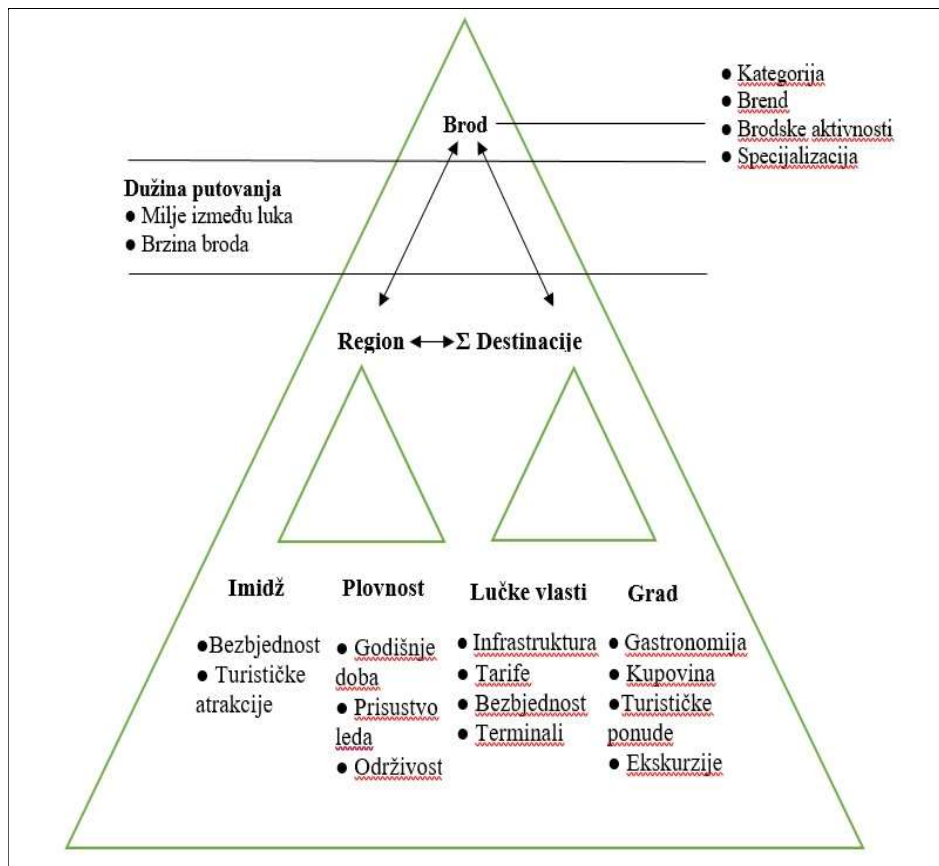 Brod
● Kategorija
● Brend
● Brodske aktivnosti
● Specijalizacija
Dužina putovanja
● Milje između luka
● Brzina broda
Region Σ Destinacije
Imidž
●Bezbjednost
● Turističke
atrakcije
Plovnost
● Godišnje
doba
● Prisustvo
leda
● Održivost
Lučke vlasti
● Infrastruktura
● Tarife
● Bezbjednost
● Terminali
Grad
● Gastronomija
● Kupovina
●Turističke
ponude
● Ekskurzije